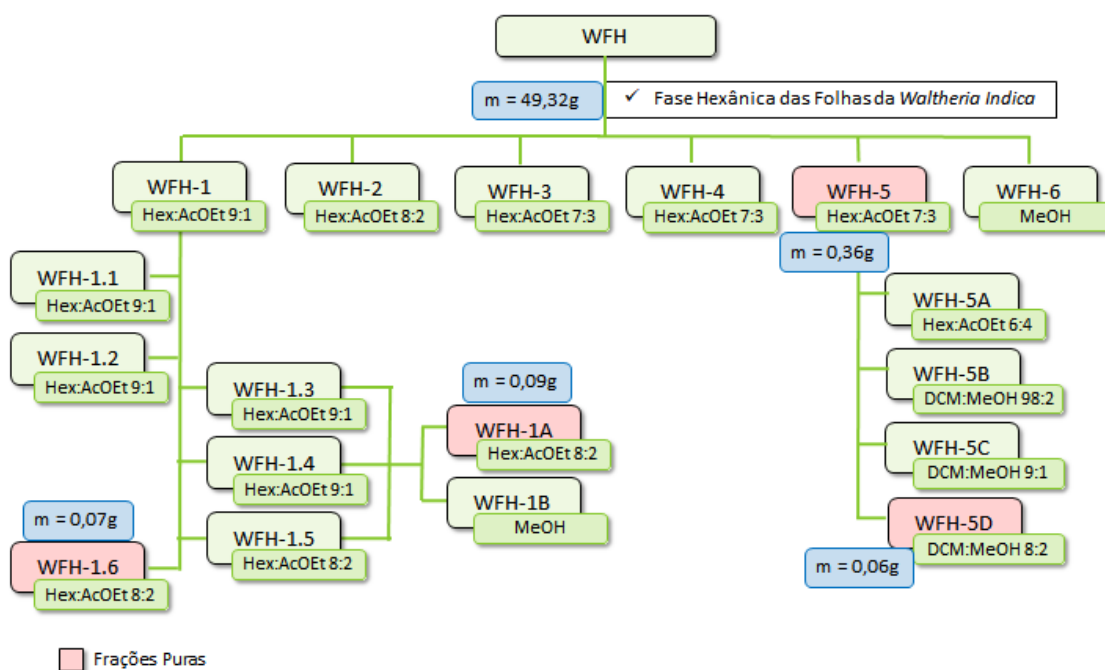 WFH
m = 49,32g
✓ Fase Hexânica das Folhas da Waltheria Indica
WFH-1
Hex:AcOEt 9:1
WFH-2
Hex:AcOEt 8:2
WFH-3
Hex:AcOEt 7:3
WFH-4
Hex:AcOEt 7:3
WFH-5
Hex:AcOEt 7:3
WFH-6
MeOH
m = 0,36g
WFH-1.1
Hex:AcOEt 9:1
WFH-1.2
Hex:AcOEt 9:1
WFH-1.3
Hex:AcOEt 9:1
WFH-1.4
Hex:AcOEt 9:1
WFH-1.5
Hex:AcOEt 8:2
m = 0,07g
WFH-1.6
Hex:AcOEt 8:2
m = 0,09g
WFH-1A
Hex:AcOEt 8:2
WFH-1B
MeOH
WFH-5A
Hex:AcOEt 6:4
WFH-5B
DCM:MeOH 98:2
WFH-5C
DCM:MeOH 9:1
WFH-5D
DCM:MeOH 8:2
m = 0,06g
Frações Puras